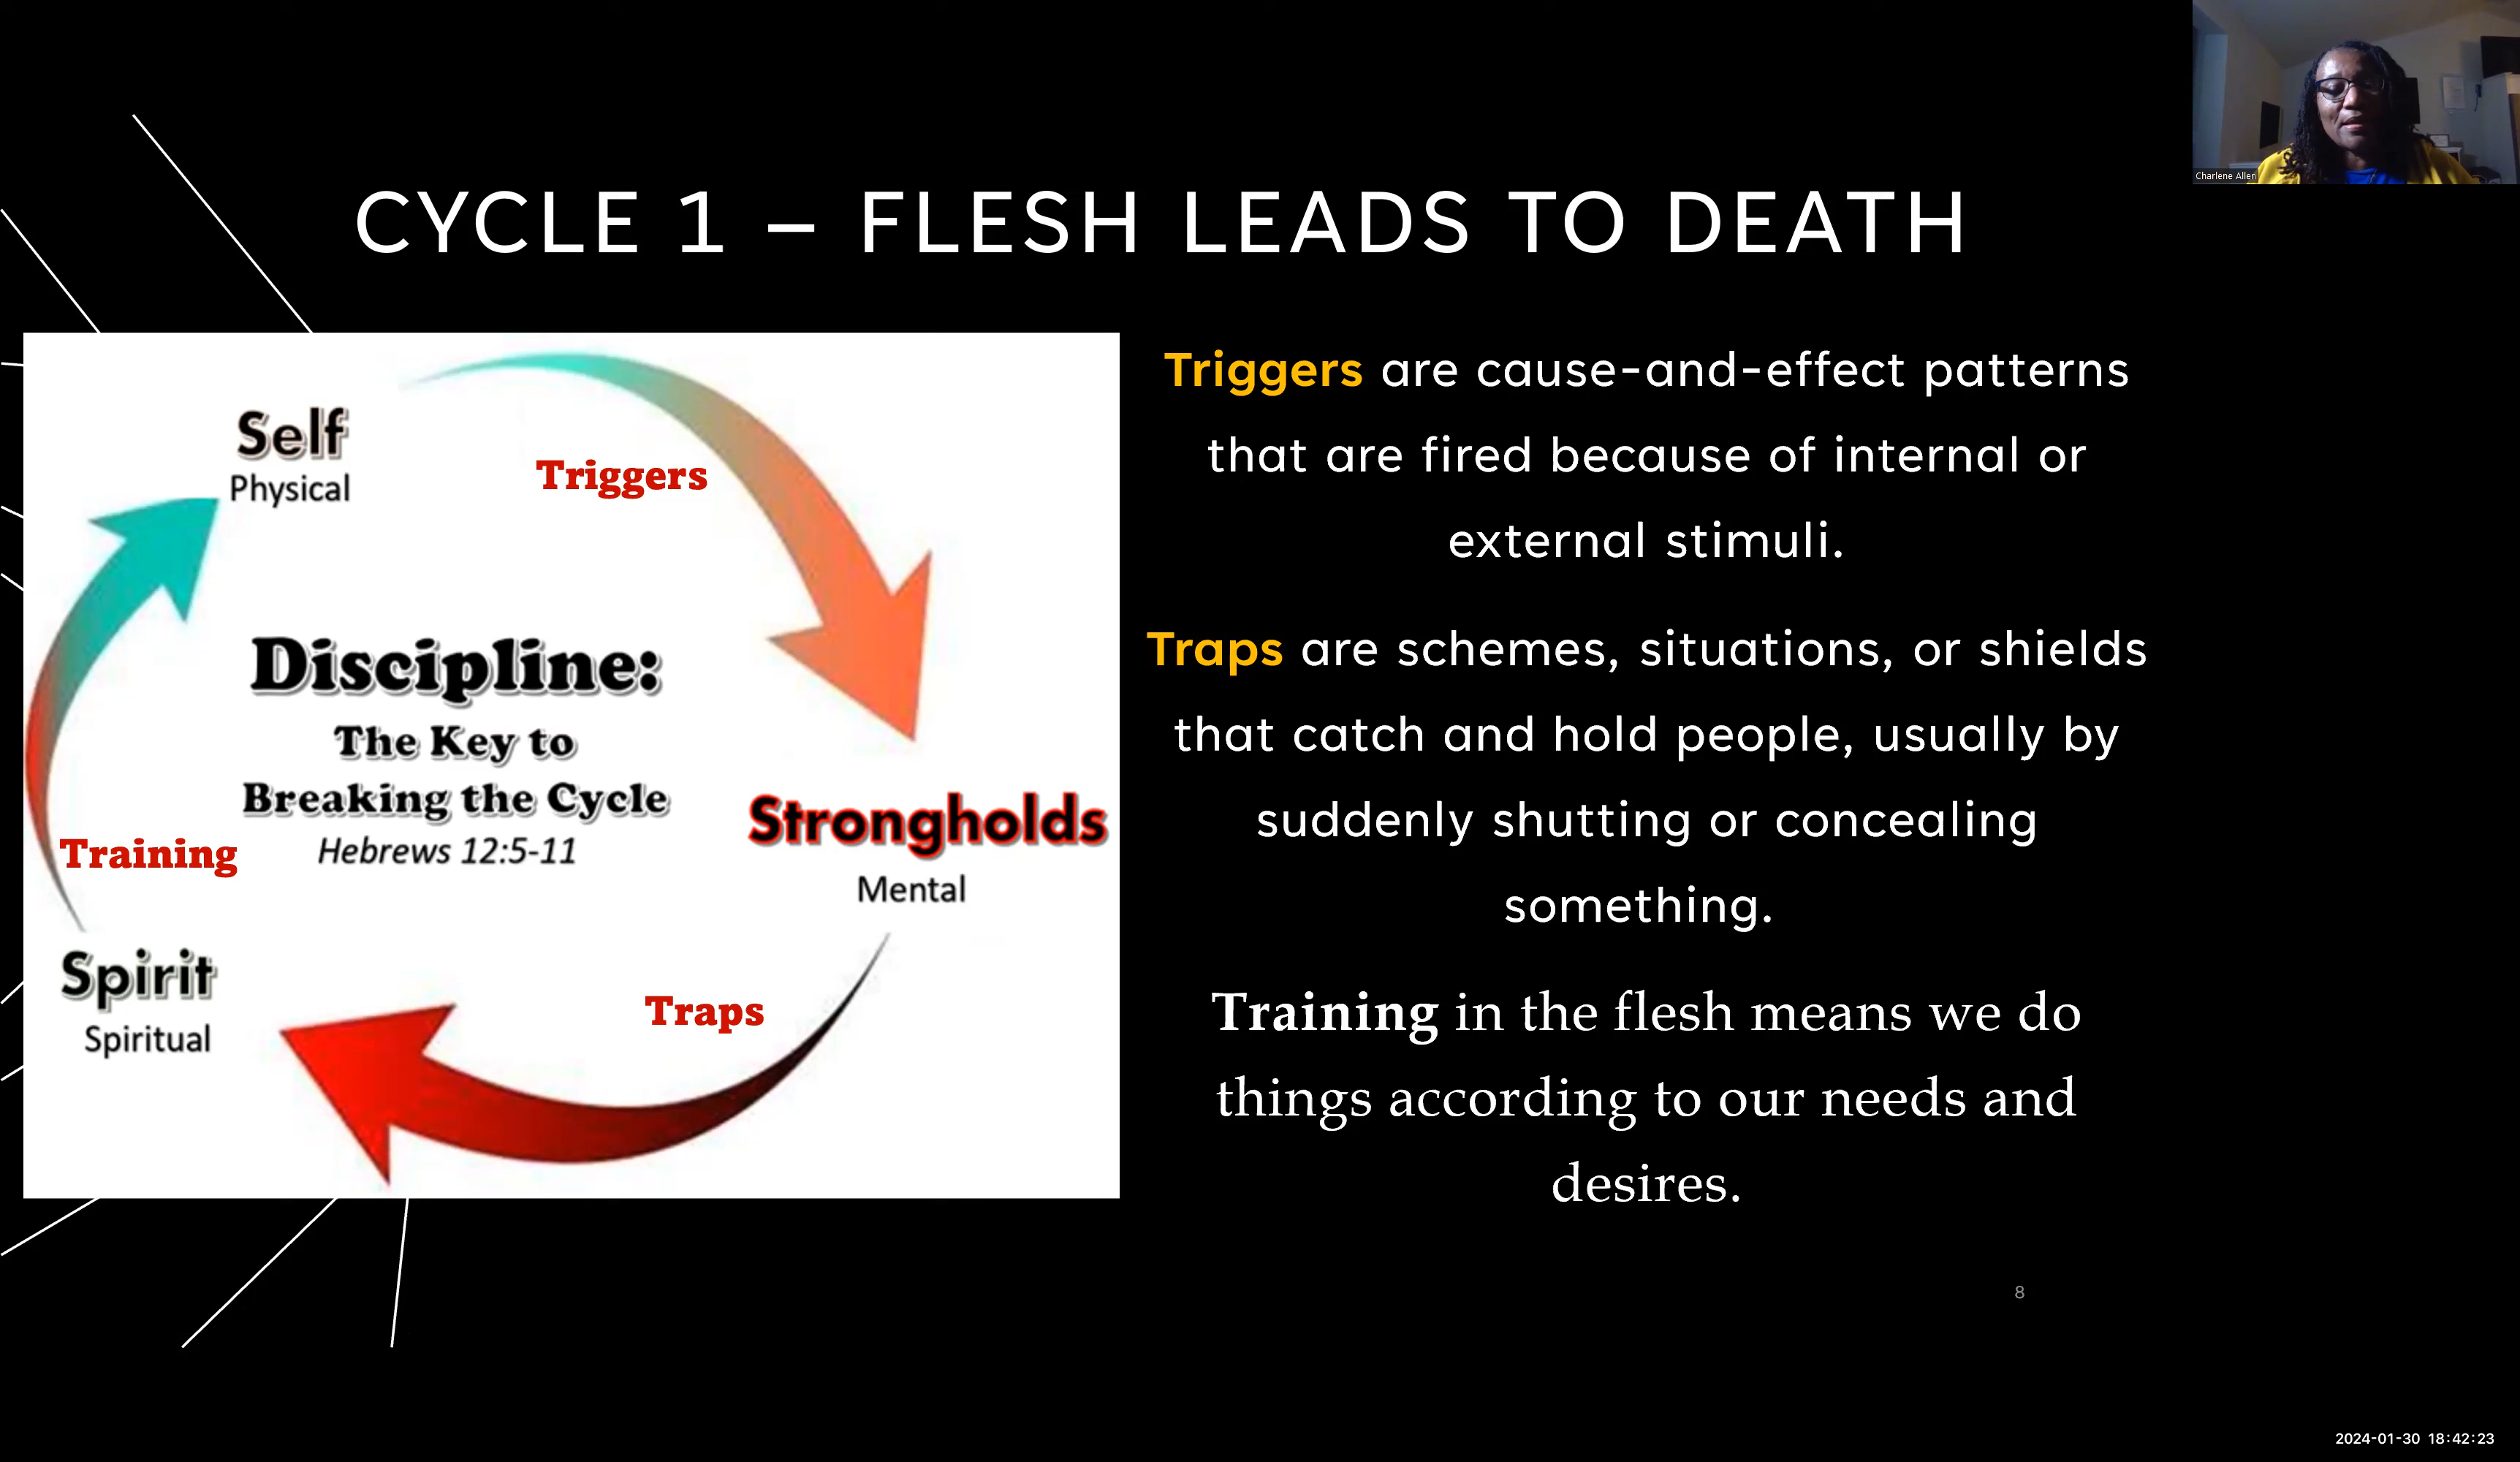 Charlene Allen
CYCLE 1 – FLESH LEADS TO DEATH
Self
Physical
Triggers
Discipline:
The Key to
Breaking the Cycle
Hebrews 12:5-11
Training
Strongholds
Mental
Spirit
Spiritual
Traps
Triggers are cause-and-effect patterns
that are fired because of internal or
external stimuli.
Traps are schemes, situations, or shields
that catch and hold people, usually by
suddenly shutting or concealing
something.
Training in the flesh means we do
things according to our needs and
desires.
8
2024-01-30 18:42:23